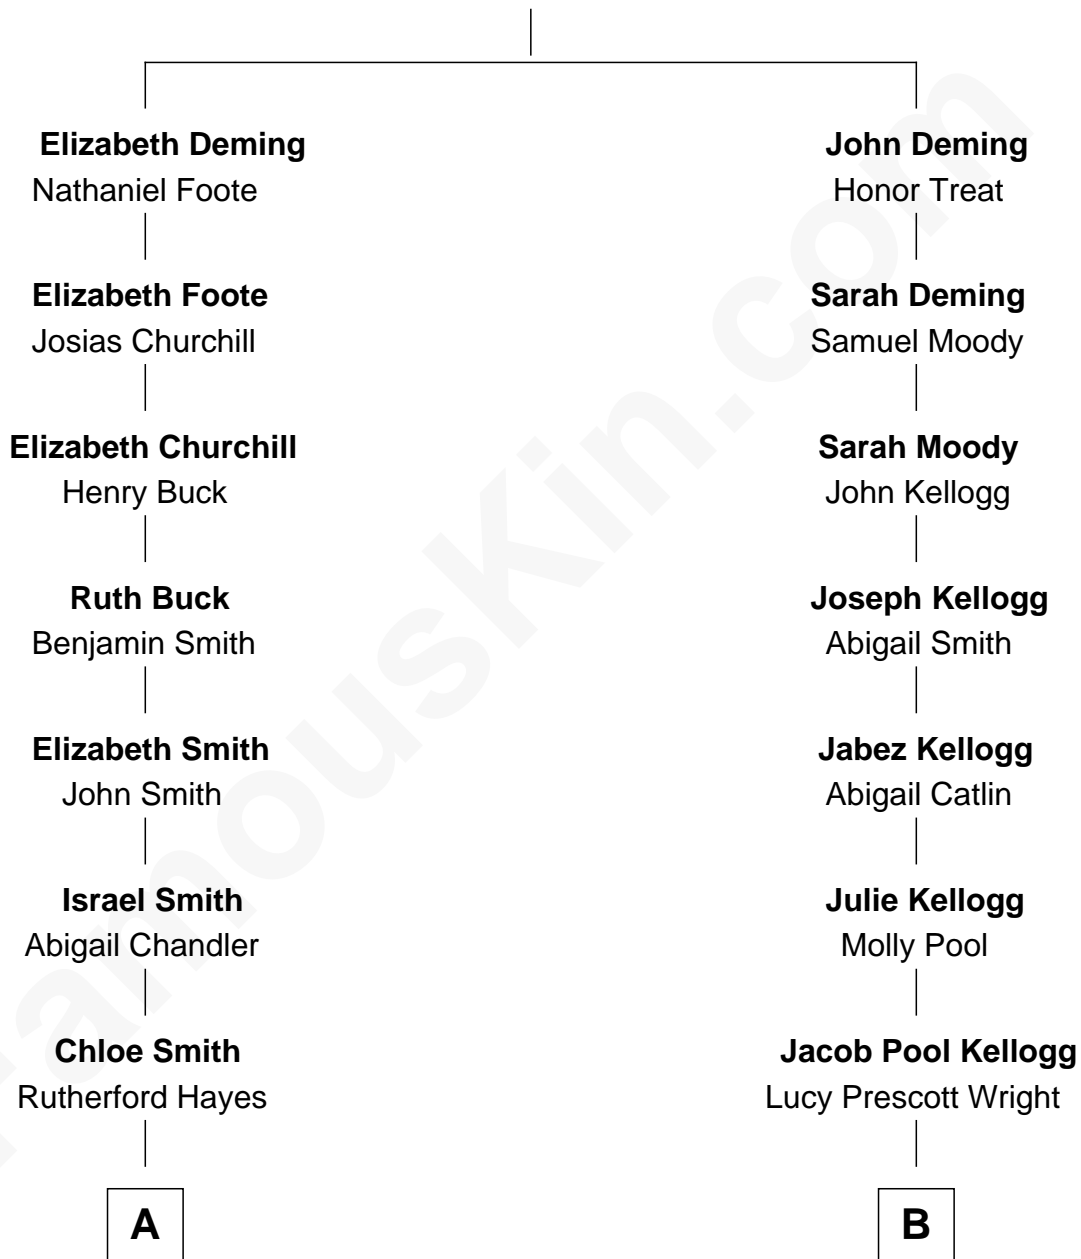 Elizabeth Deming
Nathaniel Foote
Elizabeth Foote
Josias Churchill
Elizabeth Churchill
Henry Buck
Ruth Buck
Benjamin Smith
Elizabeth Smith
John Smith
Israel Smith
Abigail Chandler
Chloe Smith
Rutherford Hayes
A
John Deming
Honor Treat
Sarah Deming
Samuel Moody
Sarah Moody
John Kellogg
Joseph Kellogg
Abigail Smith
Jabez Kellogg
Abigail Catlin
Julie Kellogg
Molly Pool
Jacob Pool Kellogg
Lucy Prescott Wright
B
FamousKin.com